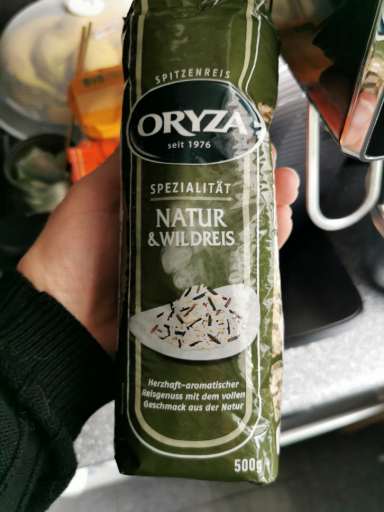 SPITZENREIS
ORYZA
seit 1976
SPEZIALITÄT
NATUR
&WILDREIS
Herzhaft-aromatischer
Reisgenuss mit dem vollen
Geschmack aus der Natur
500g